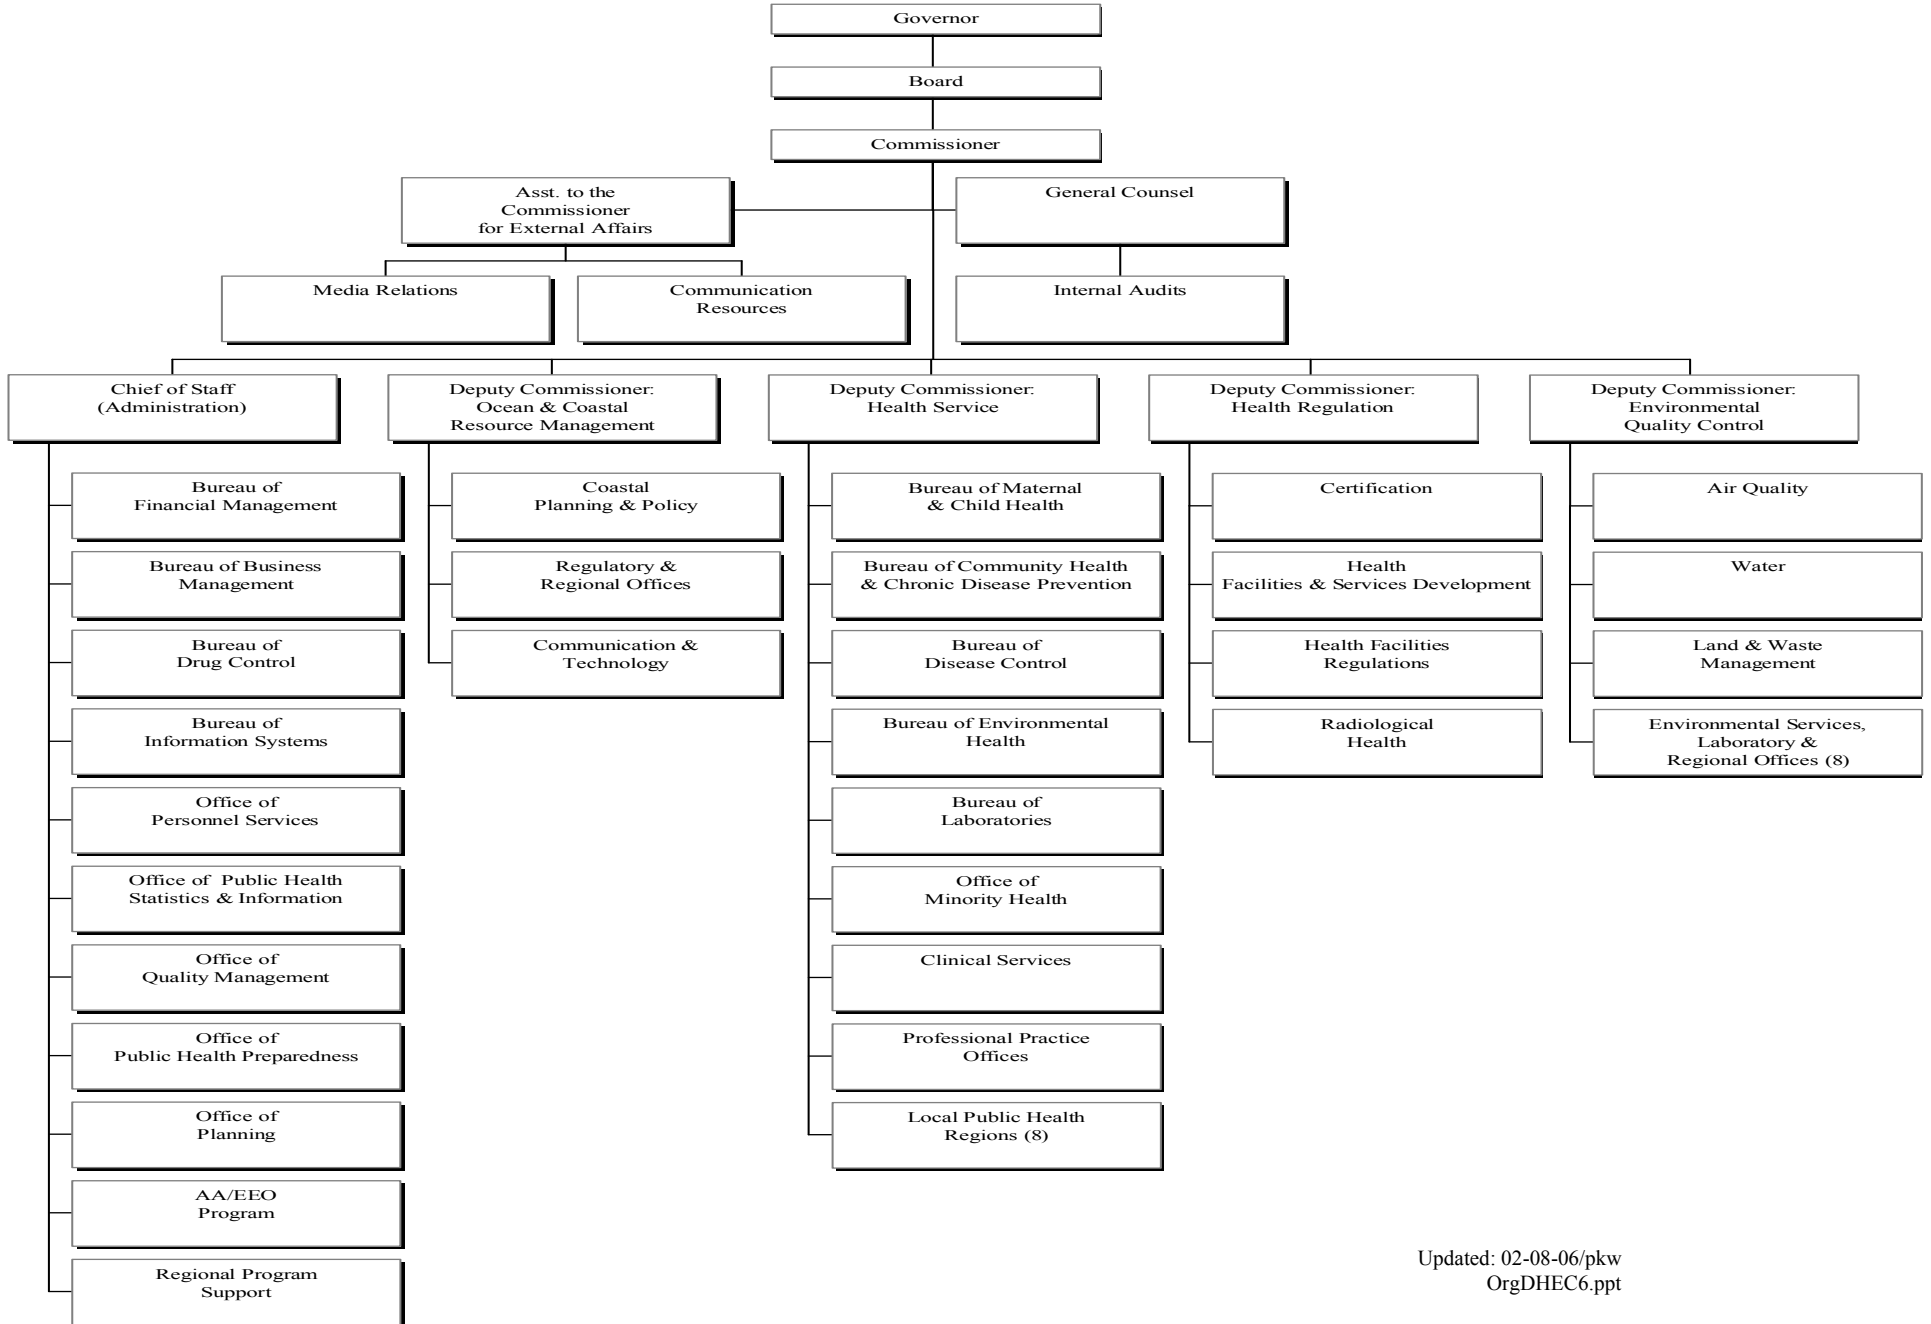 Governor
Board
Commissioner
Asst. to the
Commissioner
for External Affairs
General Counsel
Media Relations
Communication
Resources
Internal Audits
Chief of Staff
(Administration)
Deputy Commissioner:
Ocean & Coastal
Resource Management
Deputy Commissioner:
Health Service
Deputy Commissioner:
Health Regulation
Deputy Commissioner:
Environmental
Quality Control
Bureau of
Financial Management
Bureau of Business
Management
Bureau of
Drug Control
Bureau of
Information Systems
Office of
Personnel Services
Office of Public Health
Statistics & Information
Office of
Quality Management
Office of
Public Health Preparedness
Office of
Planning
AA/EEO
Program
Regional Program
Support
Coastal
Planning & Policy
Regulatory &
Regional Offices
Communication &
Technology
Bureau of Maternal
& Child Health
Bureau of Community Health
& Chronic Disease Prevention
Bureau of
Disease Control
Bureau of Environmental
Health
Bureau of
Laboratories
Office of
Minority Health
Clinical Services
Professional Practice
Offices
Local Public Health
Regions (8)
Certification
Health
Facilities & Services Development
Health Facilities
Regulations
Radiological
Health
Air Quality
Water
Land & Waste
Management
Environmental Services,
Laboratory &
Regional Offices (8)
Updated: 02-08-06/pkw
OrgDHEC6.ppt